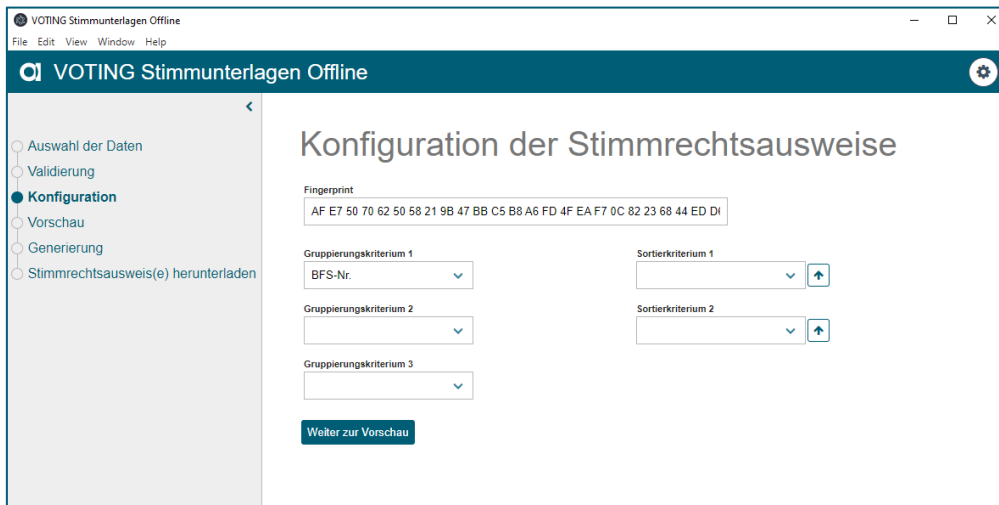 VOTING Stimmunterlagen Offline
File Edit View Window Help
VOTING Stimmunterlagen Offline
Auswahl der Daten
Validierung
Konfiguration
Vorschau
Generierung
Stimmrechtsausweis(e) herunterladen
Konfiguration der Stimmrechtsausweise
Fingerprint
AF E7 50 70 62 50 58 21 9B 47 BB C5 B8 A6 FD 4F EA F7 0C 82 23 68 44 ED
Gruppierungskriterium 1 Sortierkriterium 1
BFS-Nr.
Gruppierungskriterium 2 Sortierkriterium 2
Gruppierungskriterium 3
Weiter zur Vorschau